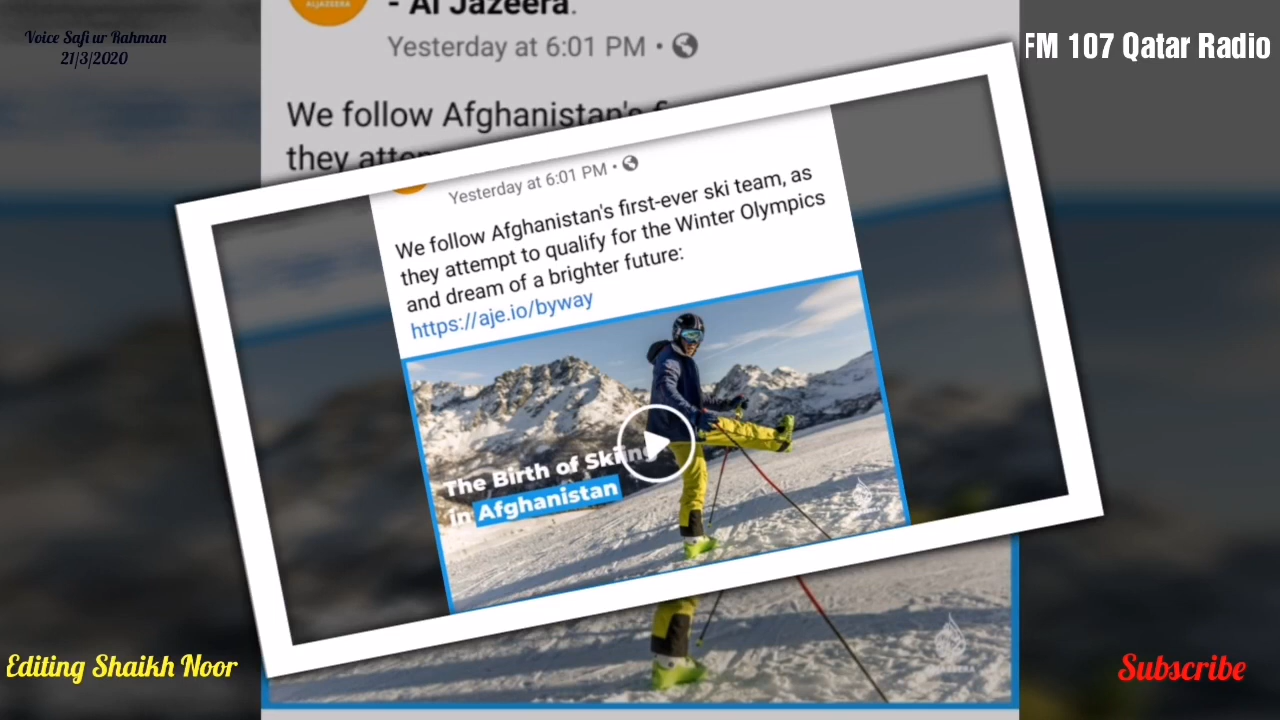 Voice Safi ur Rahman
21/3/2020
ALJAZEERA
- Al Jazeera.
Yesterday at 6:01 PM ·
FM 107 Qatar Radio
We follow Afghanistan's
they
Yesterday at 6:01 PM ·
We follow Afghanistan's first-ever ski team, as
they attempt to qualify for the Winter Olympics
and dream of a brighter future:
https://aje.io/byway
The Birth of Skiing
in Afghanistan
Editing Shaikh Noor
Subscribe